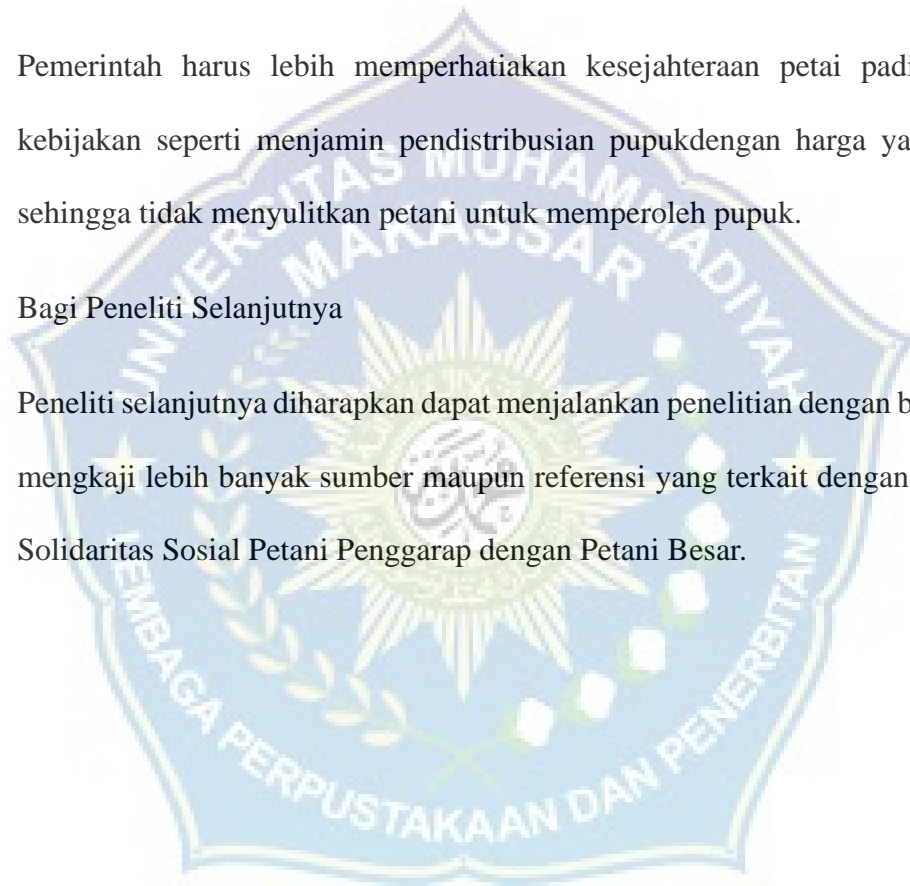 Pemerintah harus lebih memperhatiakan kesejahteraan petai padi
kebijakan seperti menjamin pendistribusian pupukdengan harga ya
sehingga tidak menyulitkan petani untuk memperoleh pupuk.
Bagi Peneliti Selanjutnya
Peneliti selanjutnya diharapkan dapat menjalankan penelitian dengan b
mengkaji lebih banyak sumber maupun referensi yang terkait dengan
Solidaritas Sosial Petani Penggarap dengan Petani Besar.
UNIVERSITAS MUHAMMADIYAH
MAKASSAR
LEMBAGA PERPUSTAKAAN DAN PENERBITAN